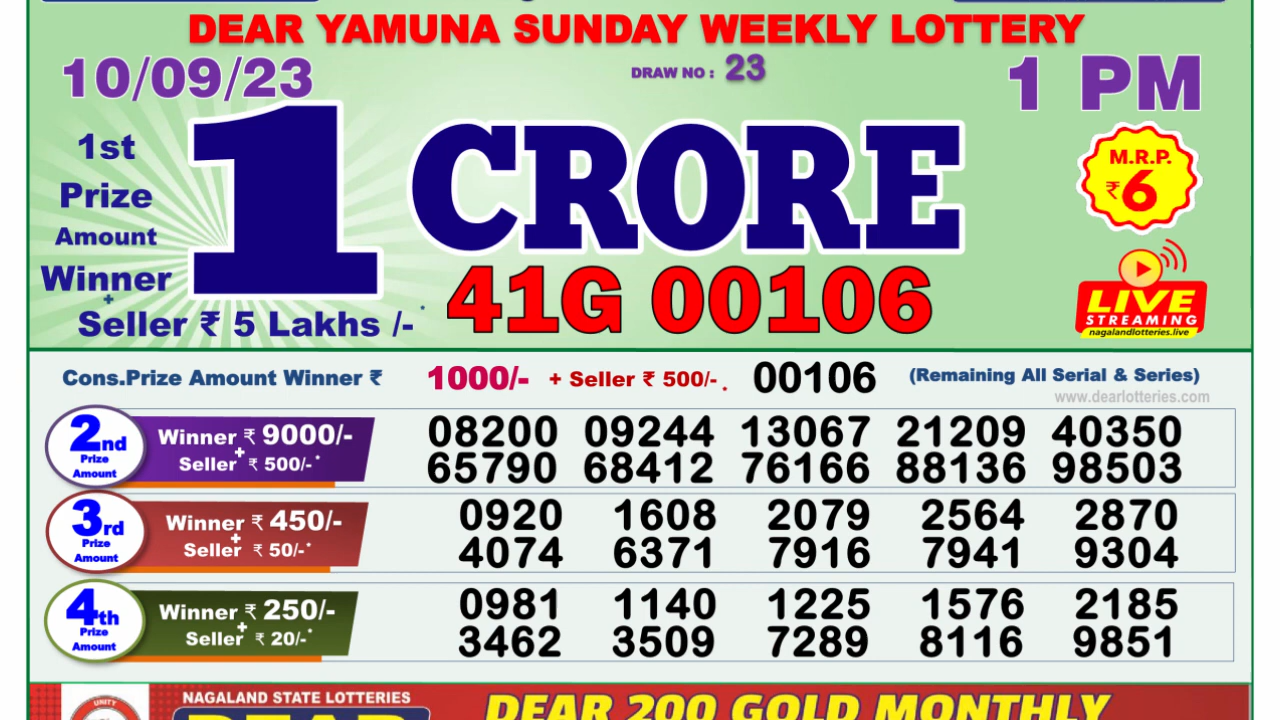 DEAR YAMUNA SUNDAY WEEKLY LOTTERY
10/09/23
DRAW NO : 23
1 PM
1st
Prize
Amount
Winner
+
Seller ₹ 5 Lakhs /- *
1 CRORE
41G 00106
M.R.P.
₹6
LIVE
STREAMING
nagalandlotteries.live
Cons.Prize Amount Winner ₹ 1000/- + Seller ₹ 500/- . 00106 (Remaining All Serial & Series)
www.dearlotteries.com
2nd
Prize
Amount
Winner ₹ 9000/-
+
Seller ₹ 500/-*
08200 09244 13067 21209 40350
65790 68412 76166 88136 98503
3rd
Prize
Amount
Winner ₹ 450/-
+
Seller ₹ 50/-*
0920 1608 2079 2564 2870
4074 6371 7916 7941 9304
4th
Prize
Amount
Winner ₹ 250/-
+
Seller ₹ 20/-*
0981 1140 1225 1576 2185
3462 3509 7289 8116 9851
UNITY
NAGALAND STATE LOTTERIES
DEAR
DEAR 200 GOLD MONTHLY